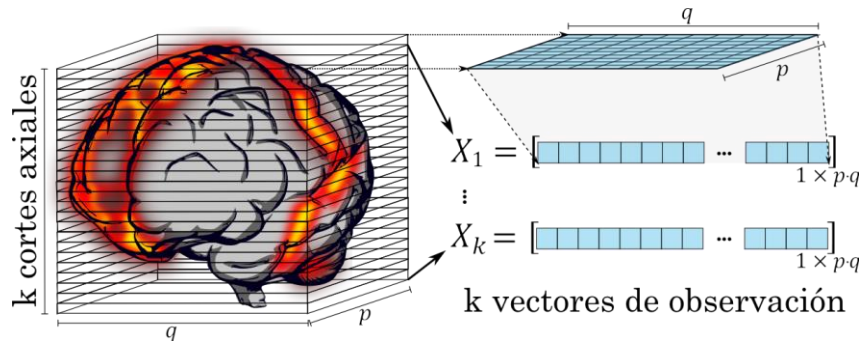 k cortes axiales
q
p
q
p
X₁ = [ ... ]
1 × p·q
⋮
Xₖ = [ ... ]
1 × p·q
k vectores de observación